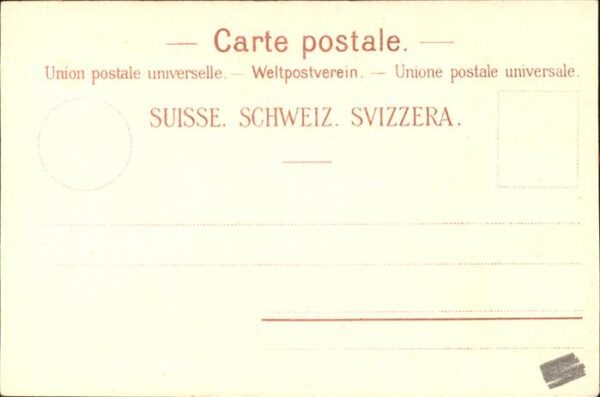 — Carte postale. —
Union postale universelle. — Weltpostverein. — Unione postale universale.
SUISSE. SCHWEIZ. SVIZZERA.